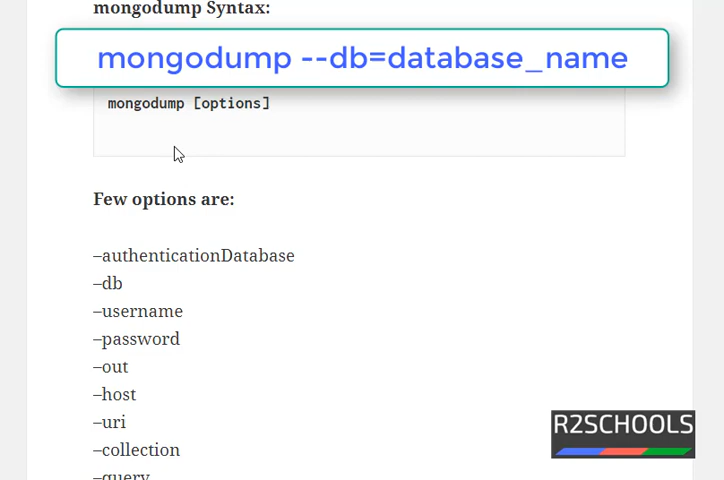 mongodump Syntax:
mongodump --db=database_name
mongodump [options]
Few options are:
–authenticationDatabase
–db
–username
–password
–out
–host
–uri
–collection
–query
R2SCHOOLS